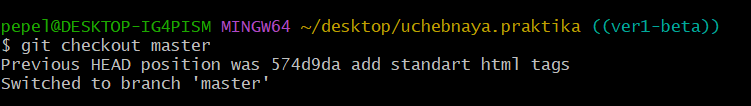 pepel@DESKTOP-IG4PISM MINGW64 ~/desktop/uchebnaya.praktika ((ver1-beta))
$ git checkout master
Previous HEAD position was 574d9da add standart html tags
Switched to branch 'master'